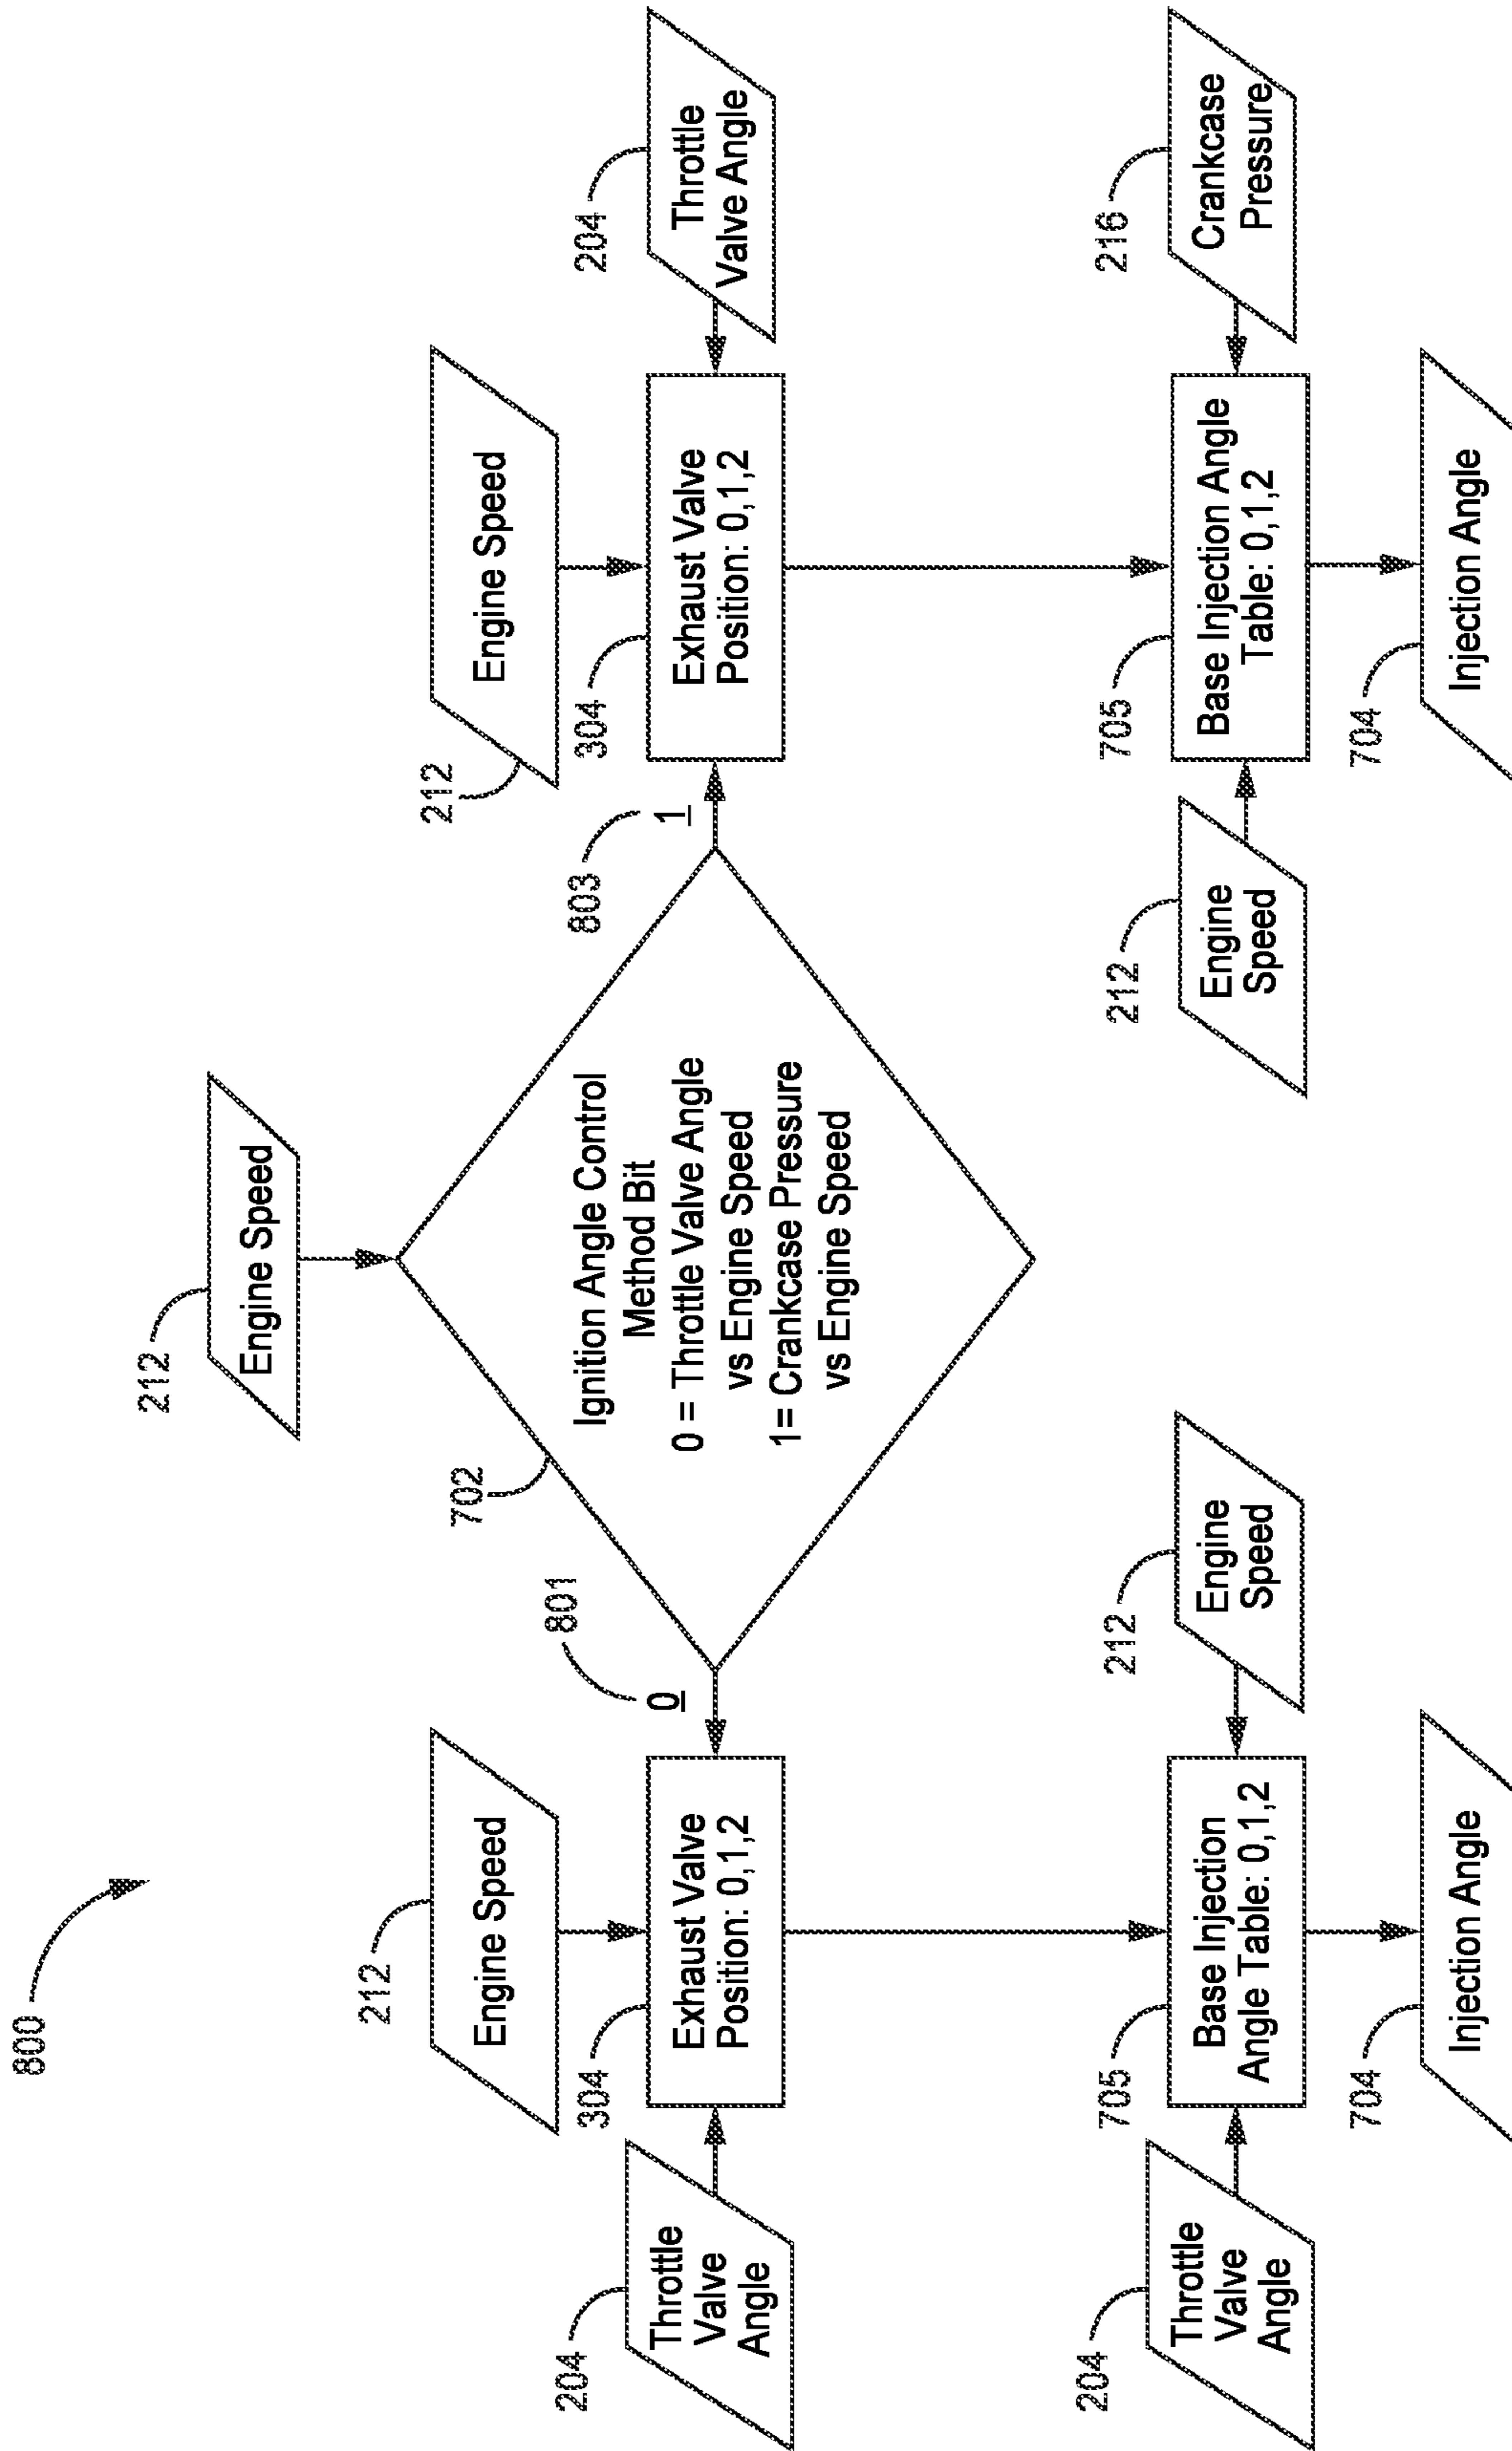 800
212
Engine Speed
212
Engine Speed
212
Engine Speed
702
Ignition Angle Control
Method Bit
0 = Throttle Valve Angle
vs Engine Speed
1= Crankcase Pressure
vs Engine Speed
801
0
803
1
204
Throttle
Valve
Angle
304
Exhaust Valve
Position: 0,1,2
304
Exhaust Valve
Position: 0,1,2
204
Throttle
Valve Angle
204
Throttle
Valve
Angle
705
Base Injection
Angle Table: 0,1,2
212
Engine
Speed
212
Engine
Speed
705
Base Injection Angle
Table: 0,1,2
216
Crankcase
Pressure
704
Injection Angle
704
Injection Angle